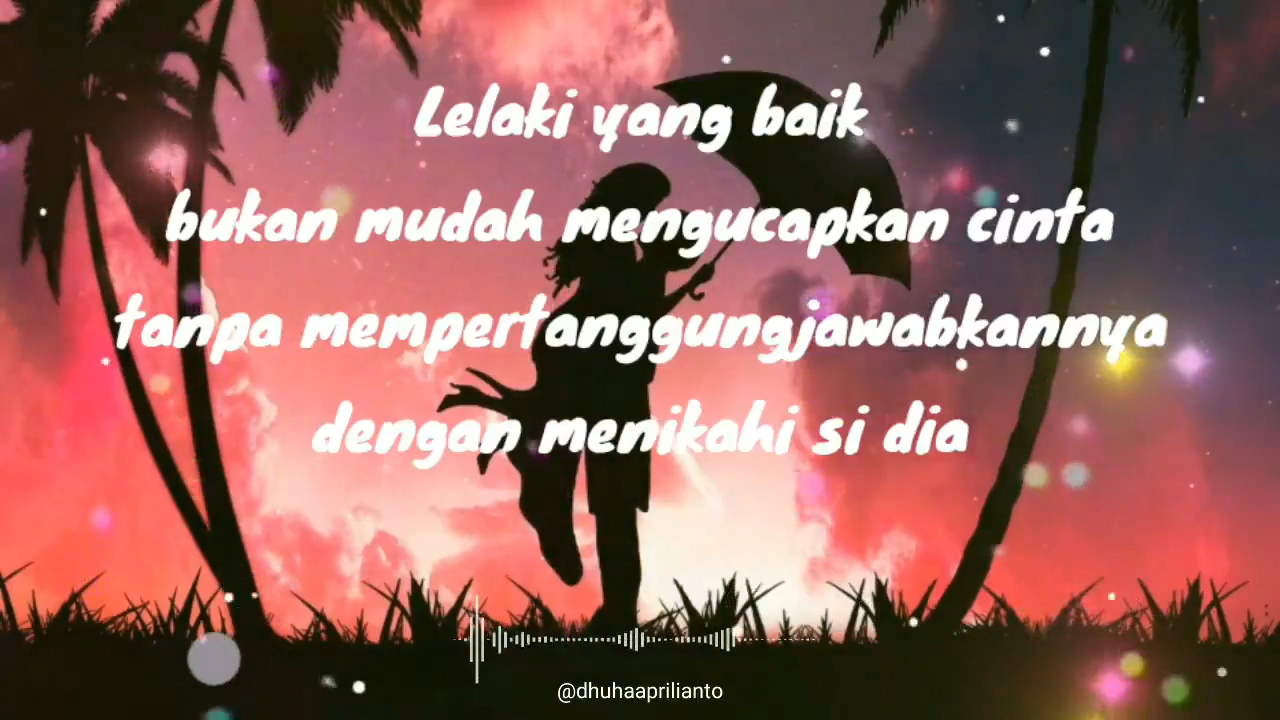 Lelaki yang baik
bukan mudah mengucapkan cinta
tanpa mempertanggungjawabkannya
dengan menikahi si dia
@dhuhaaprilianto